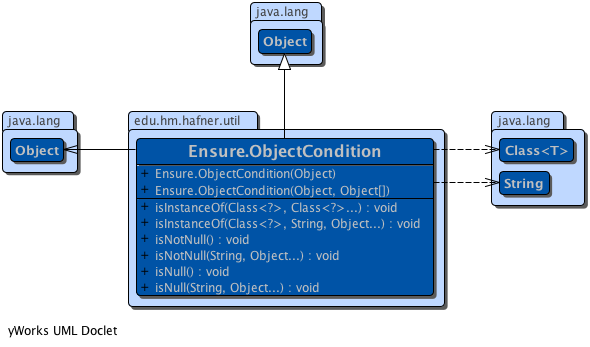 java.lang
Object
java.lang
Object
edu.hm.hafner.util
Ensure.ObjectCondition
+ Ensure.ObjectCondition(Object)
+ Ensure.ObjectCondition(Object, Object[])
+ isInstanceOf(Class<?>, Class<?>...) : void
+ isInstanceOf(Class<?>, String, Object...) : void
+ isNotNull() : void
+ isNotNull(String, Object...) : void
+ isNull() : void
+ isNull(String, Object...) : void
java.lang
Class<T>
String
yWorks UML Doclet